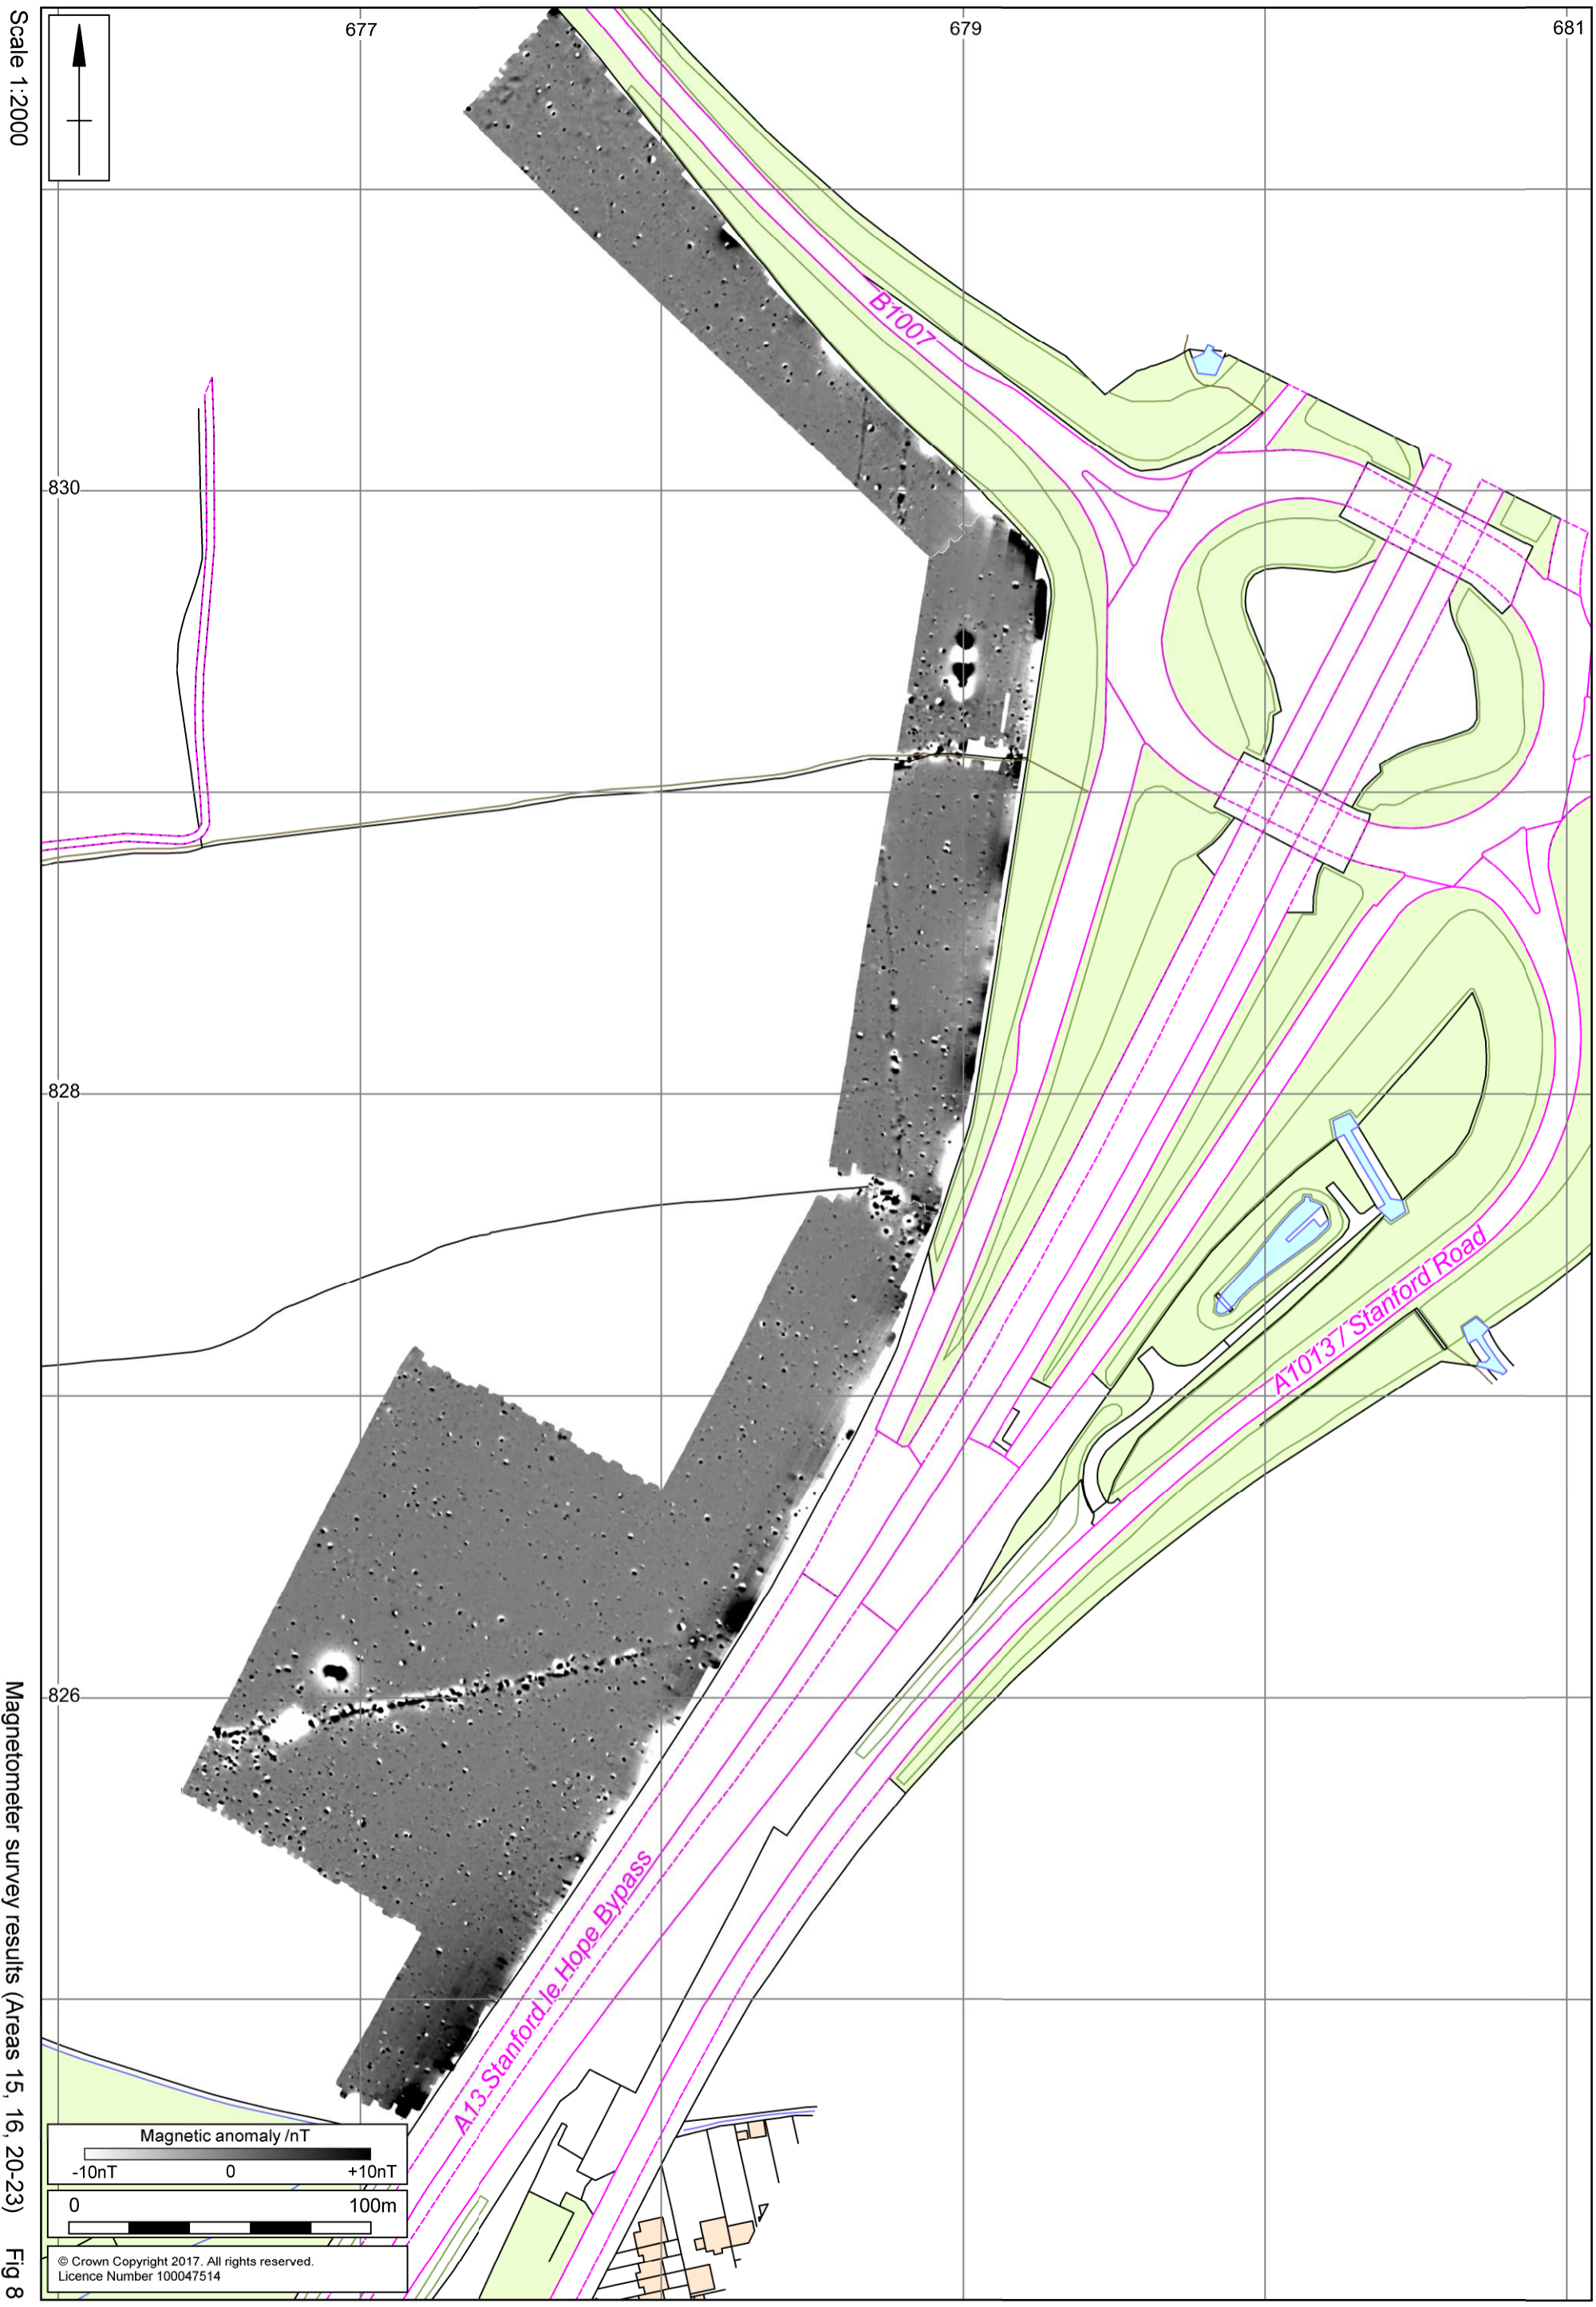 677
679
681
Scale 1:2000
B1007
830
828
A1013 / Stanford Road
826
A13 Stanford le Hope Bypass
Magnetic anomaly /nT
-10nT 0 +10nT
0 100m
© Crown Copyright 2017. All rights reserved.
Licence Number 100047514
Magnetometer survey results (Areas 15, 16, 20-23) Fig 8